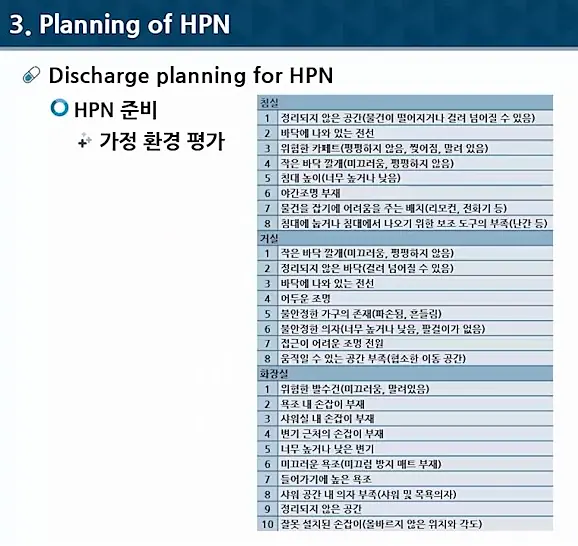 3. Planning of HPN
Discharge planning for HPN
HPN 준비
가정 환경 평가
침실
1 정리되지 않은 공간(물건이 떨어지거나 걸려 넘어질 수 있음)
2 바닥에 나와 있는 전선
3 위험한 카페트(평평하지 않음, 찢어짐, 말려 있음)
4 작은 바닥 깔개(미끄러움, 평평하지 않음)
5 침대 높이(너무 높거나 낮음)
6 야간조명 부재
7 물건을 잡기에 어려움을 주는 배치(리모컨, 전화기 등)
8 침대에 눕거나 침대에서 나오기 위한 보조 도구의 부족(난간 등)
거실
1 작은 바닥 깔개(미끄러움, 평평하지 않음)
2 정리되지 않은 바닥(걸려 넘어질 수 있음)
3 바닥에 나와 있는 전선
4 어두운 조명
5 불안정한 가구의 존재(파손됨, 흔들림)
6 불안정한 의자(너무 높거나 낮음, 팔걸이가 없음)
7 접근이 어려운 조명 전원
8 움직일 수 있는 공간 부족(협소한 이동 공간)
화장실
1 위험한 발수건(미끄러움, 말려있음)
2 욕조 내 손잡이 부재
3 샤워실 내 손잡이 부재
4 변기 근처의 손잡이 부재
5 너무 높거나 낮은 변기
6 미끄러운 욕조(미끄럼 방지 매트 부재)
7 들어가기에 높은 욕조
8 샤워 공간 내 의자 부족(샤워 및 목욕의자)
9 정리되지 않은 공간
10 잘못 설치된 손잡이(올바르지 않은 위치와 각도)